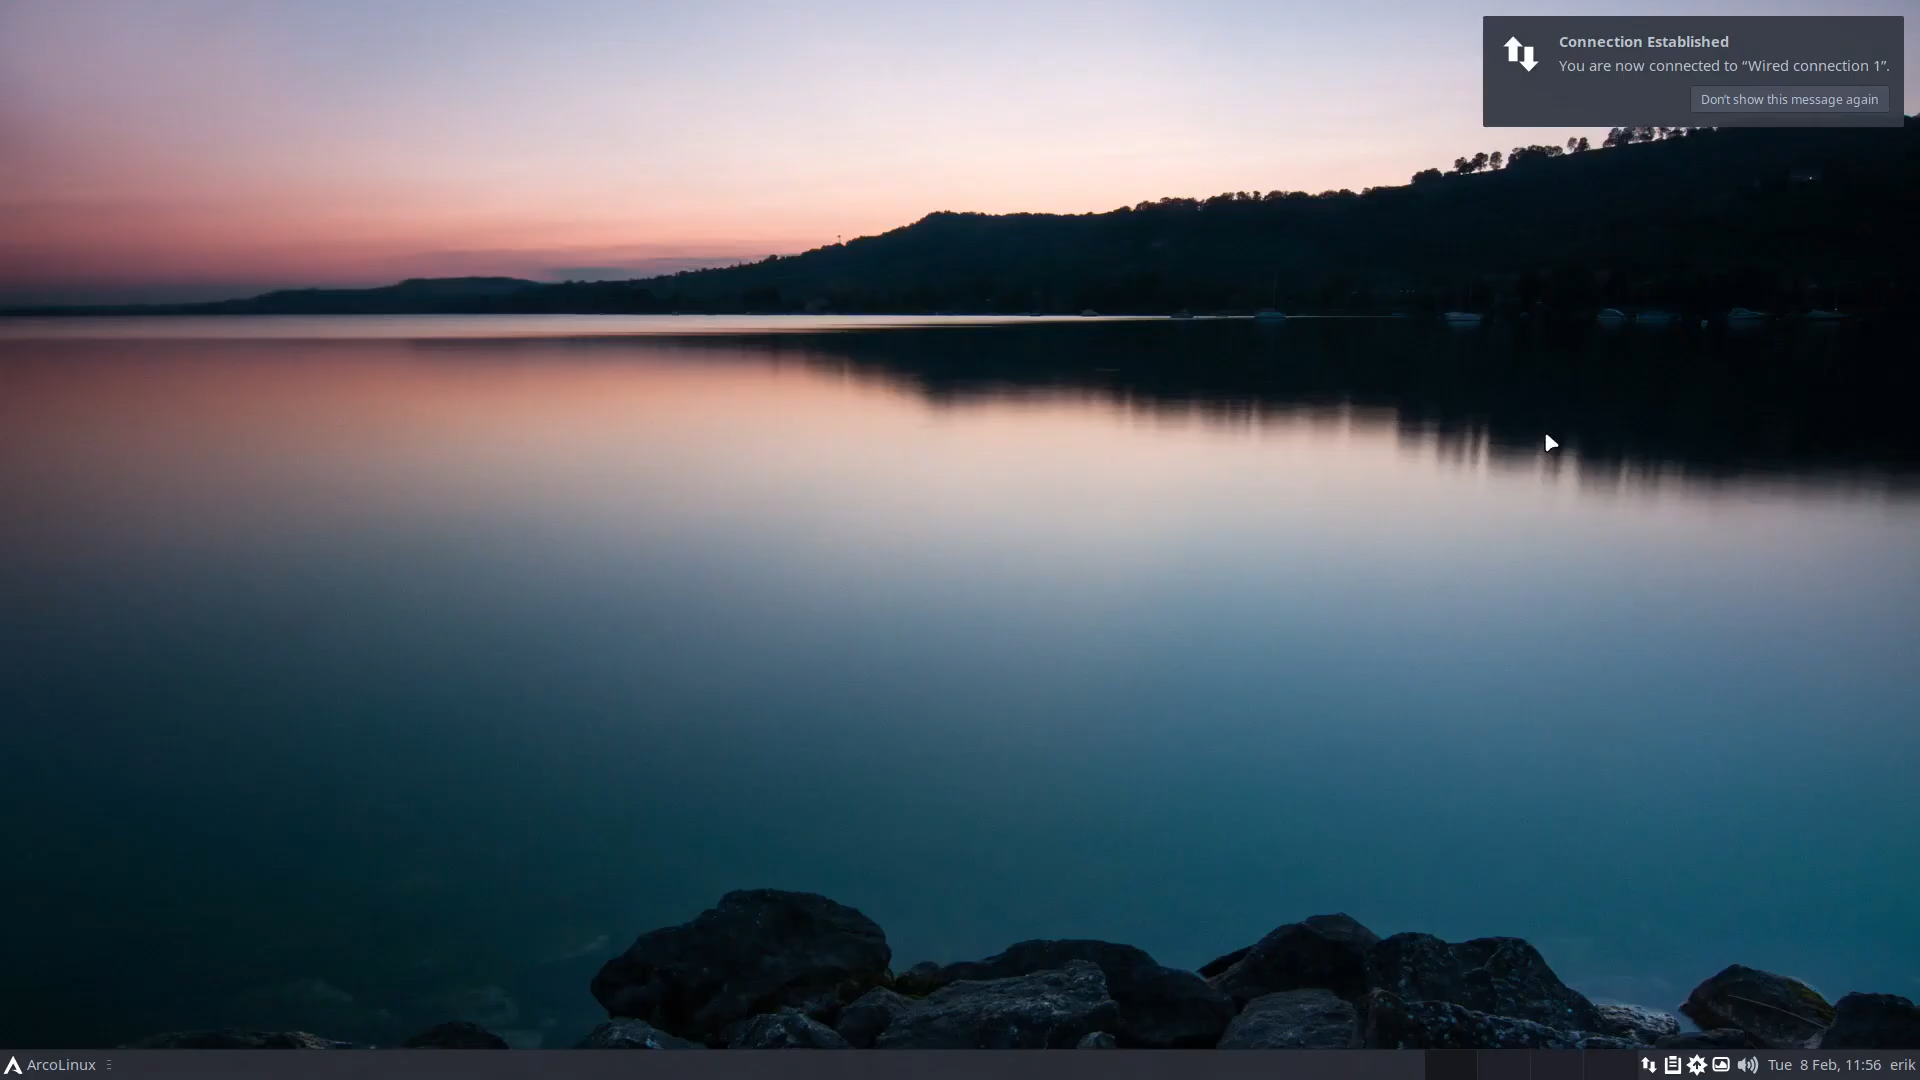 Connection Established
You are now connected to “Wired connection 1”.
Don't show this message again
ArcoLinux
Tue 8 Feb, 11:56 erik